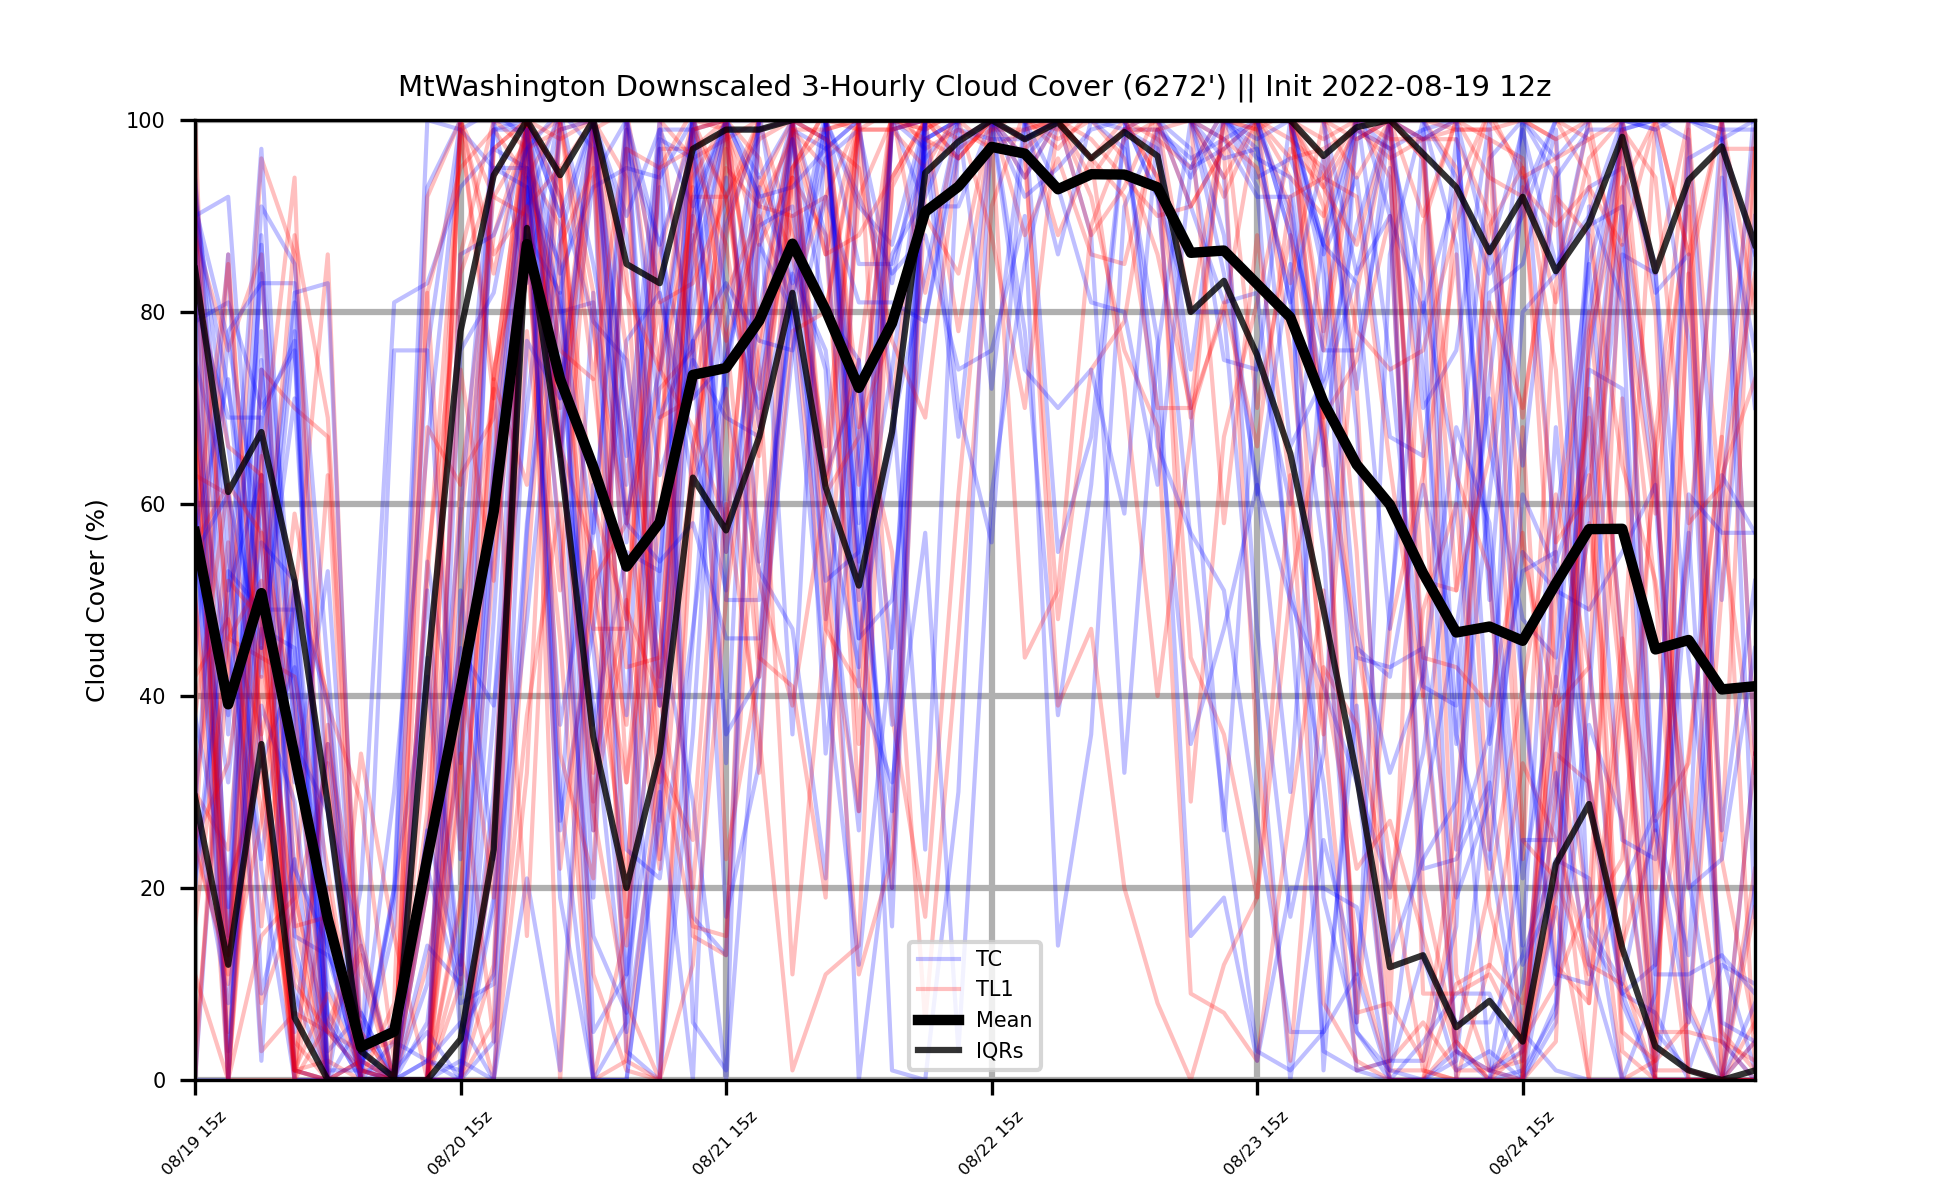 MtWashington Downscaled 3-Hourly Cloud Cover (6272') || Init 2022-08-19 12z
Cloud Cover (%)
100
80
60
40
20
0
TC
TL1
Mean
IQRs
08/19 15z
08/20 15z
08/21 15z
08/22 15z
08/23 15z
08/24 15z